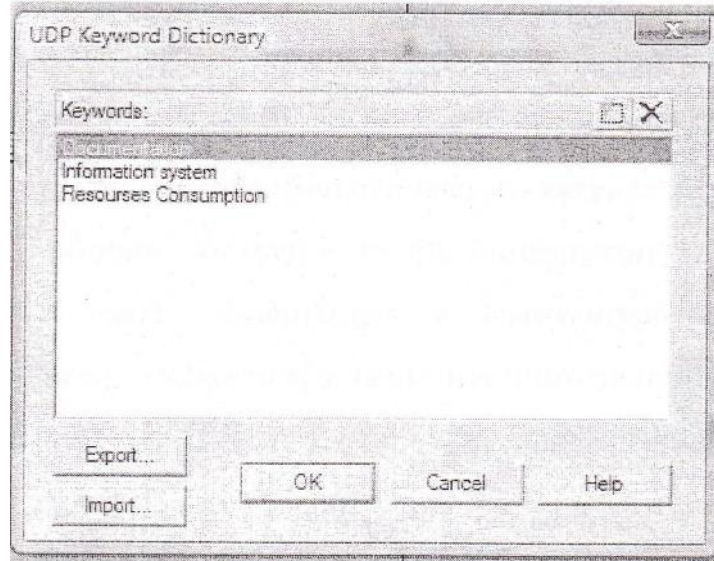 UDP Keyword Dictionary
Keywords:
Documentation
Information system
Resourses Consumption
Export...
OK
Cancel
Help
Import...